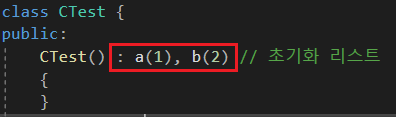 class CTest {
public:
CTest() : a(1), b(2) // 초기화 리스트
{
}